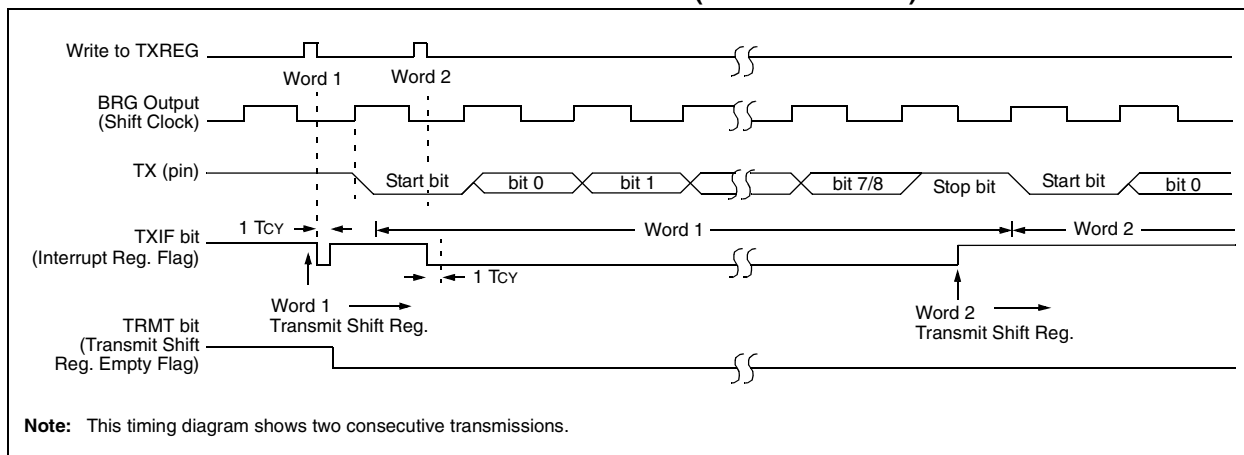 Write to TXREG
Word 1
Word 2
BRG Output
(Shift Clock)
TX (pin)
Start bit
bit 0
bit 1
bit 7/8
Stop bit
Start bit
bit 0
1 TCY
TXIF bit
(Interrupt Reg. Flag)
Word 1
Word 2
1 TCY
Word 1
Transmit Shift Reg.
Word 2
Transmit Shift Reg.
TRMT bit
(Transmit Shift
Reg. Empty Flag)
Note: This timing diagram shows two consecutive transmissions.